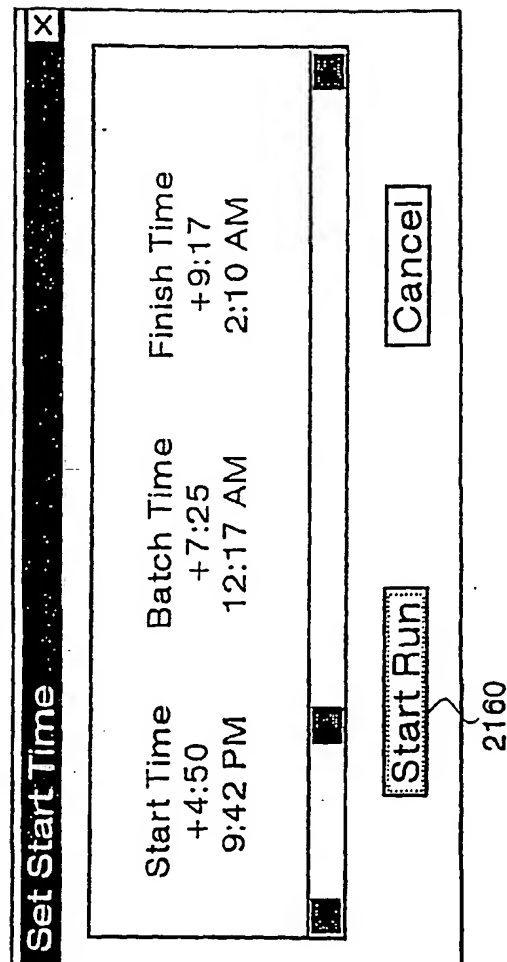 Set Start Time
X
Start Time
+4:50
9:42 PM
Batch Time
+7:25
12:17 AM
Finish Time
+9:17
2:10 AM
Start Run
Cancel
2160